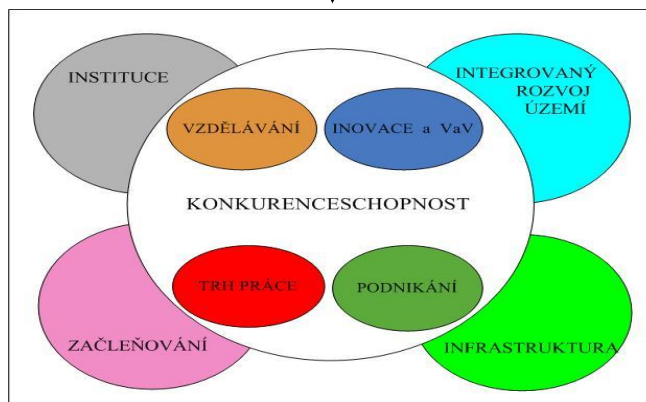 INSTITUCE
INTEGROVANÝ
ROZVOJ
ÚZEMÍ
VZDĚLÁVÁNÍ
INOVACE a VaV
KONKURENCESCHOPNOST
TRH PRÁCE
PODNIKÁNÍ
ZAČLEŇOVÁNÍ
INFRASTRUKTURA